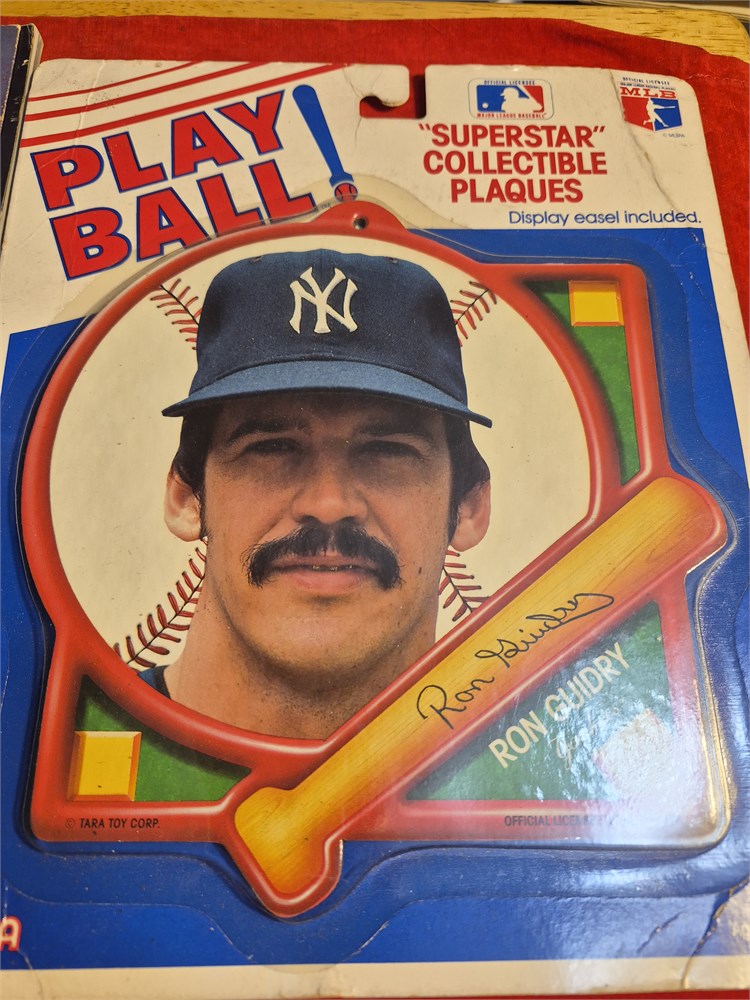 PLAY
BALL!
OFFICIAL LICENSEE
MAJOR LEAGUE BASEBALL
"SUPERSTAR"
COLLECTIBLE
PLAQUES
Display easel included.
MLB
NY
Ron Guidry
RON GUIDRY
© TARA TOY CORP.
OFFICIAL
A